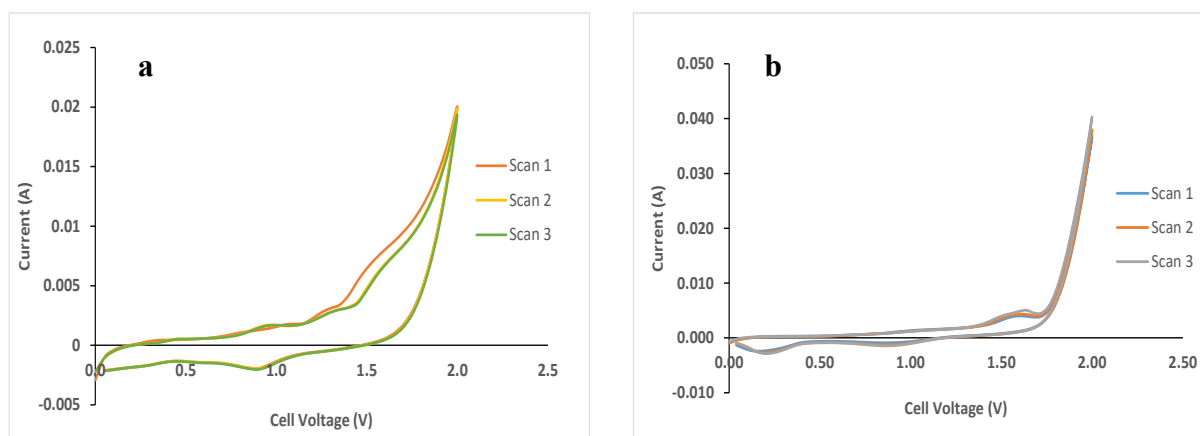 a
0.025
0.02
0.015
0.01
0.005
0
-0.005
0.0
0.5
1.0
1.5
2.0
2.5
Current (A)
Cell Voltage (V)
Scan 1
Scan 2
Scan 3
b
0.050
0.040
0.030
0.020
0.010
0.000
-0.010
0.00
0.50
1.00
1.50
2.00
2.50
Current (A)
Cell Voltage (V)
Scan 1
Scan 2
Scan 3